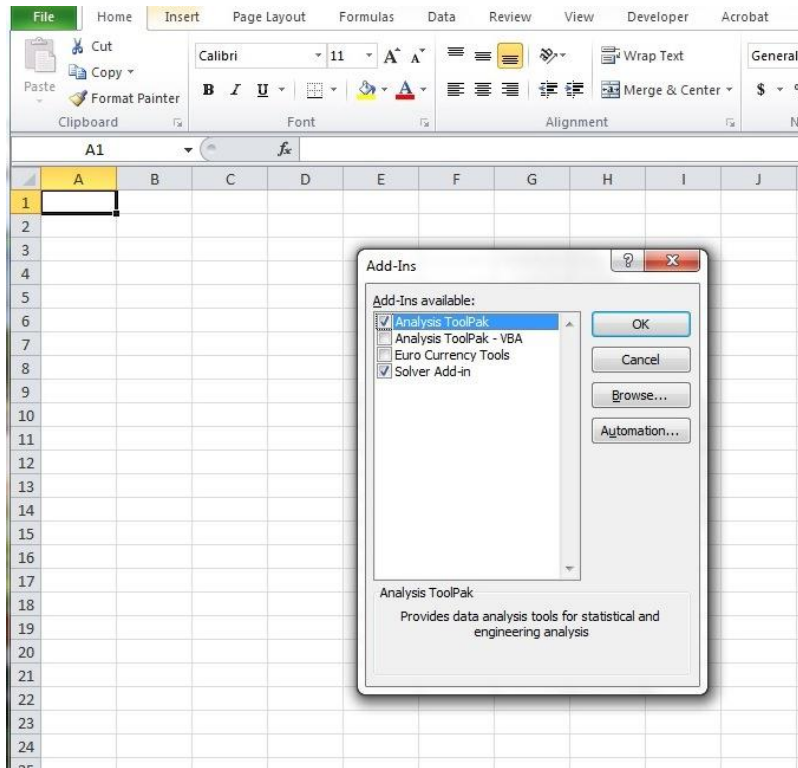 File Home Insert Page Layout Formulas Data Review View Developer Acrobat
Cut
Copy
Format Painter
Paste
Calibri 11 A A
B I U A
Wrap Text
Merge & Center
General
$
Clipboard Font Alignment
A1 fx
A B C D E F G H I J
1
2
3
4
5
6
7
8
9
10
11
12
13
14
15
16
17
18
19
20
21
22
23
24
Add-Ins
Add-Ins available:
Analysis ToolPak
Analysis ToolPak - VBA
Euro Currency Tools
Solver Add-in
OK
Cancel
Browse...
Automation...
Analysis ToolPak
Provides data analysis tools for statistical and
engineering analysis